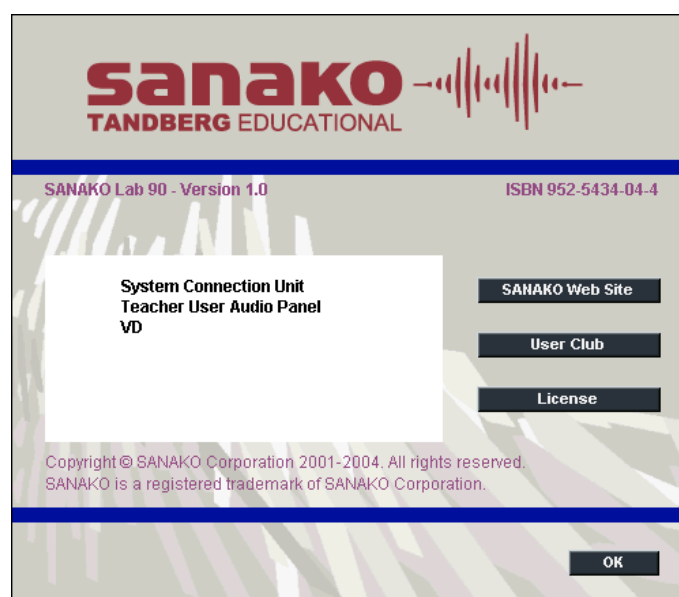 sanako
TANDBERG EDUCATIONAL
SANAKO Lab 90 - Version 1.0
ISBN 952-5434-04-4
System Connection Unit
Teacher User Audio Panel
VD
SANAKO Web Site
User Club
License
Copyright © SANAKO Corporation 2001-2004. All rights reserved.
SANAKO is a registered trademark of SANAKO Corporation.
OK